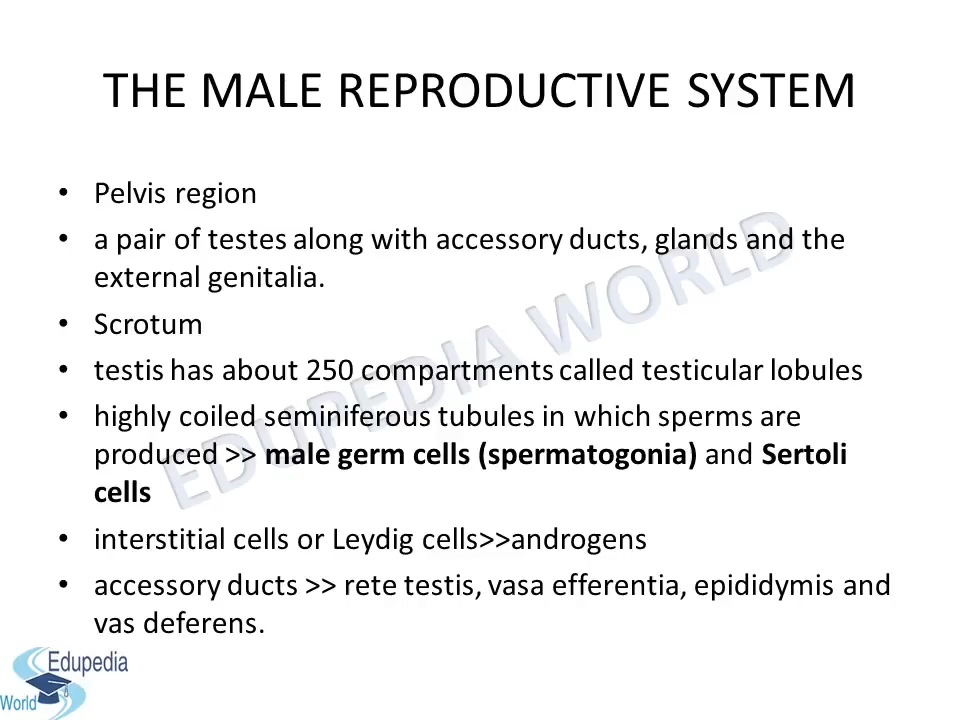 THE MALE REPRODUCTIVE SYSTEM
• Pelvis region
• a pair of testes along with accessory ducts, glands and the
external genitalia.
• Scrotum
• testis has about 250 compartments called testicular lobules
• highly coiled seminiferous tubules in which sperms are
produced >> male germ cells (spermatogonia) and Sertoli
cells
• interstitial cells or Leydig cells>>androgens
• accessory ducts >> rete testis, vasa efferentia, epididymis and
vas deferens.
EDUPEDIA WORLD
Edupedia
World